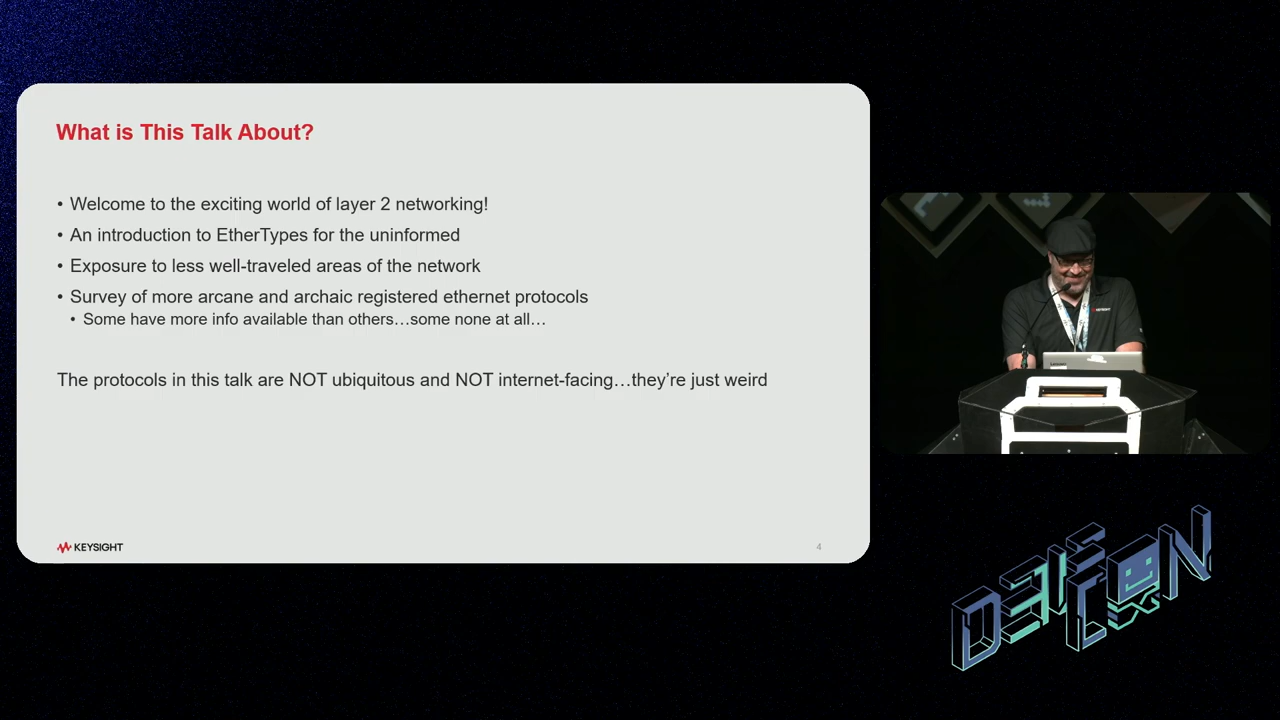 What is This Talk About?
• Welcome to the exciting world of layer 2 networking!
• An introduction to EtherTypes for the uninformed
• Exposure to less well-traveled areas of the network
• Survey of more arcane and archaic registered ethernet protocols
• Some have more info available than others…some none at all…
The protocols in this talk are NOT ubiquitous and NOT internet-facing…they’re just weird
KEYSIGHT
4
KEYSIGHT
DEF CON